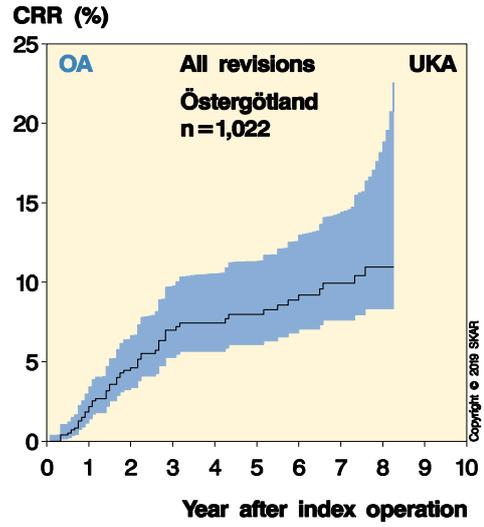 CRR (%)
25
OA
All revisions
UKA
Östergötland
n=1,022
20
15
10
5
0
0 1 2 3 4 5 6 7 8 9 10
Year after index operation
Copyright © 2019 SKAR